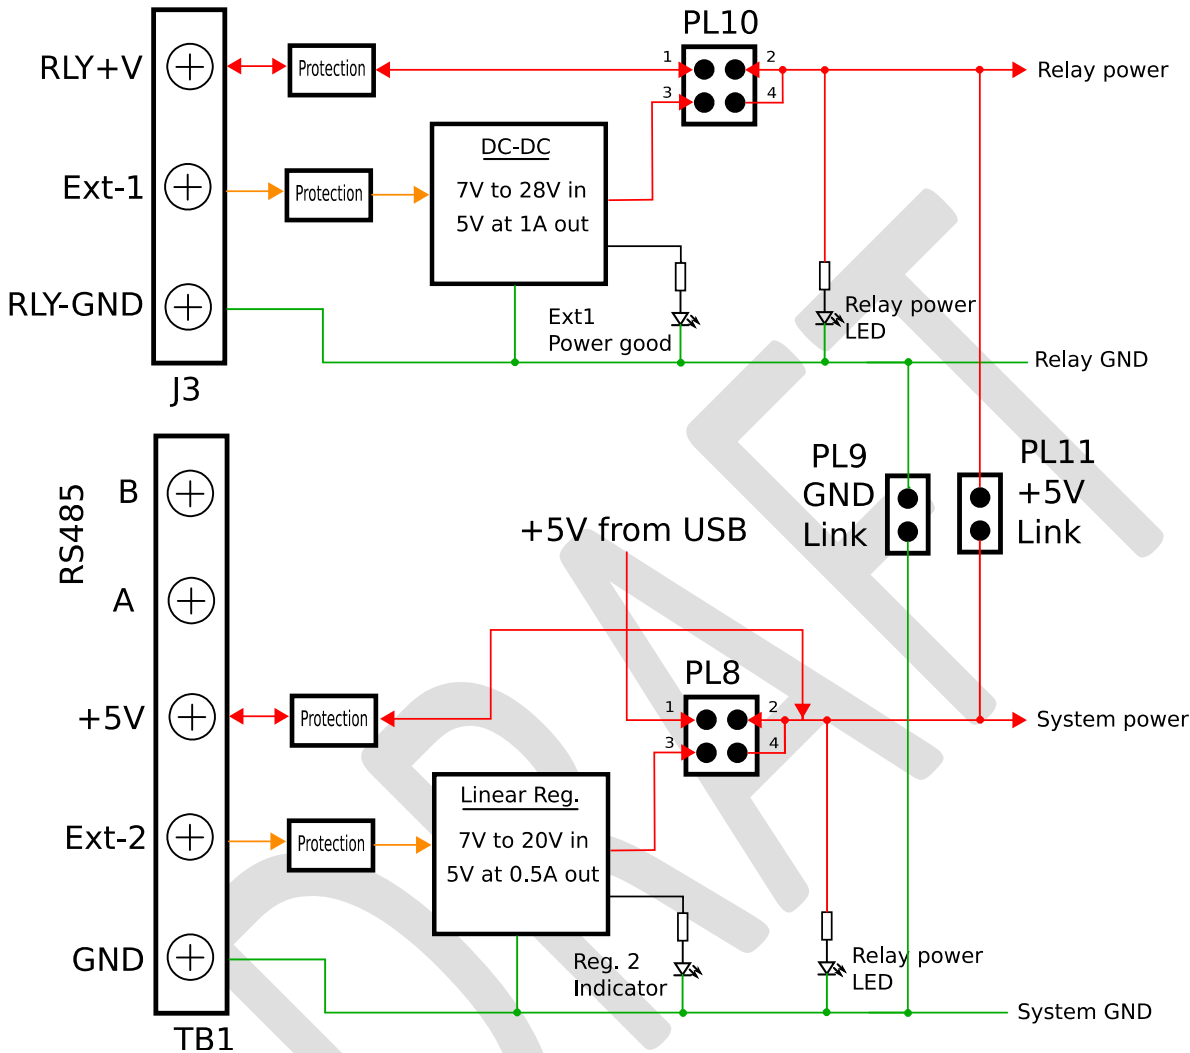 PL10
RLY+V
Protection
1
2
Relay power
3
4
DC-DC
7V to 28V in
5V at 1A out
Ext-1
Protection
RLY-GND
Ext1
Power good
Relay power
LED
Relay GND
J3
RS485
B
A
PL9
GND
Link
PL11
+5V
Link
+5V from USB
PL8
+5V
Protection
1
2
System power
3
4
Linear Reg.
7V to 20V in
5V at 0.5A out
Ext-2
Protection
GND
Reg. 2
Indicator
Relay power
LED
System GND
TB1
DRAFT